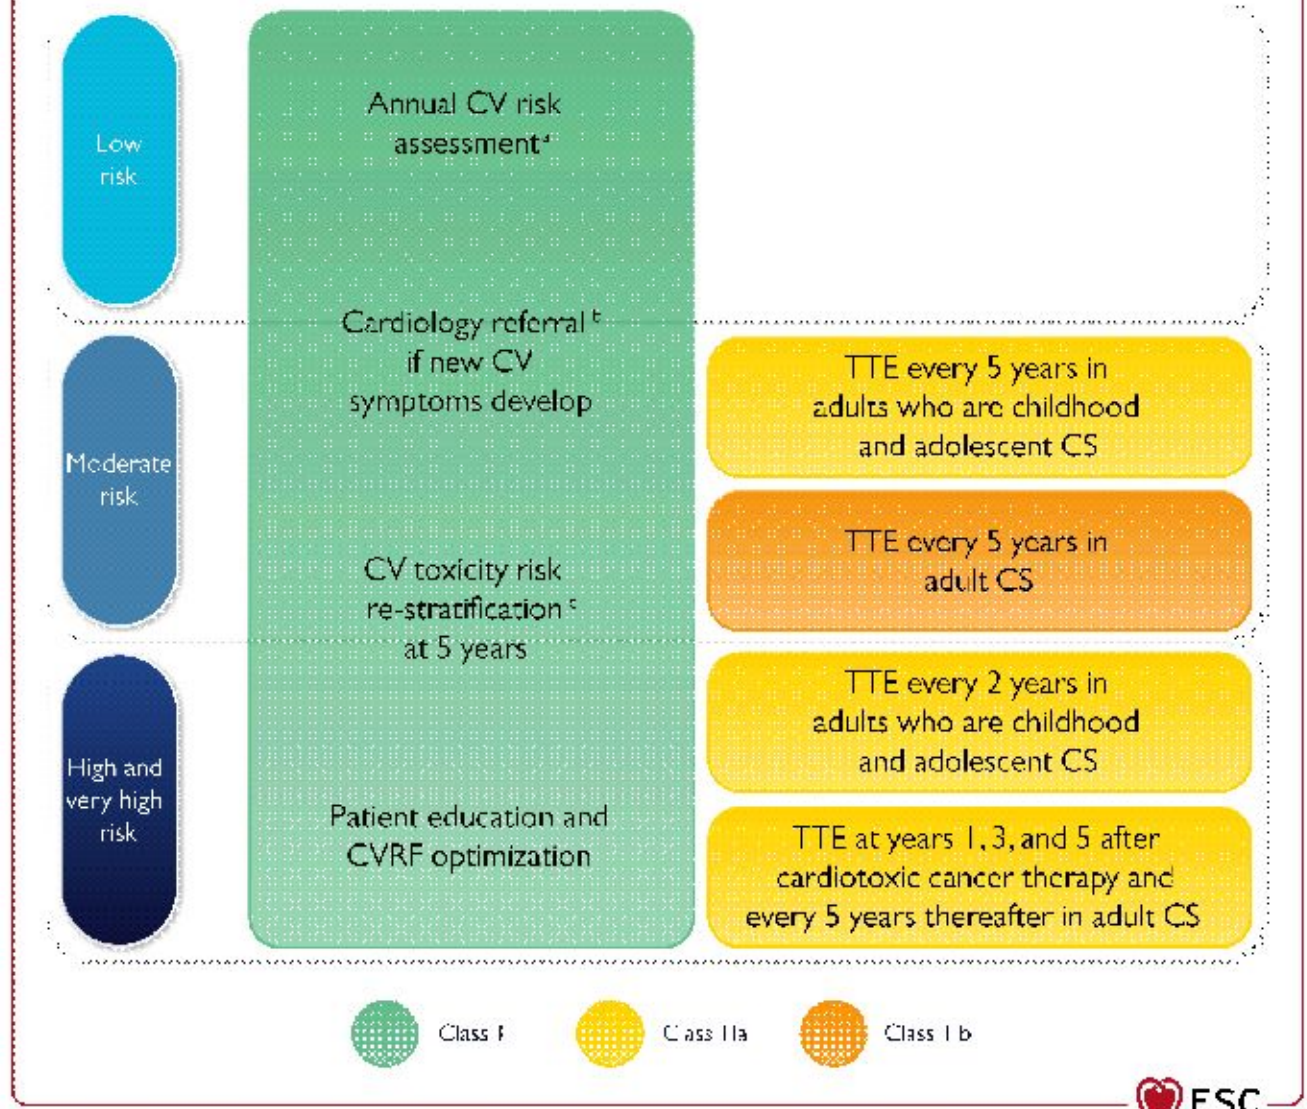 Low
risk
Annual CV risk
assessmentᵃ
Cardiology referral ᵇ
if new CV
symptoms develop
TTE every 5 years in
adults who are childhood
and adolescent CS
Moderate
risk
TTE every 5 years in
adult CS
CV toxicity risk
re-stratification ᶜ
at 5 years
TTE every 2 years in
adults who are childhood
and adolescent CS
High and
very high
risk
Patient education and
CVRF optimization
TTE at years 1, 3, and 5 after
cardiotoxic cancer therapy and
every 5 years thereafter in adult CS
Class I
Class IIa
Class IIb
ESC